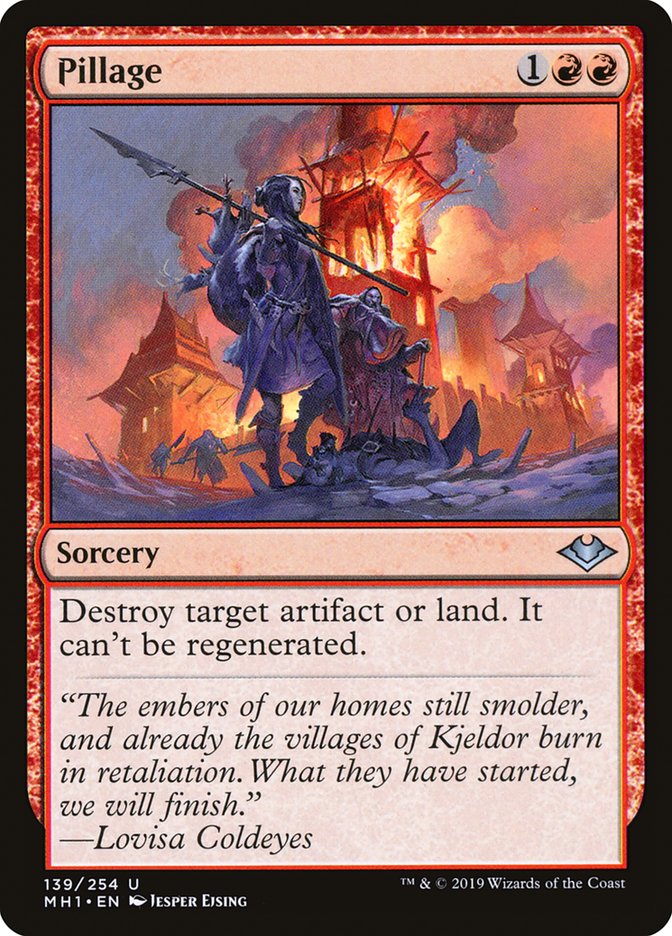 Pillage 1
Sorcery
Destroy target artifact or land. It
can't be regenerated.
“The embers of our homes still smolder,
and already the villages of Kjeldor burn
in retaliation. What they have started,
we will finish.”
—Lovisa Coldeyes
139/254 U
MH1 • EN Jesper Ejsing
™ & © 2019 Wizards of the Coast